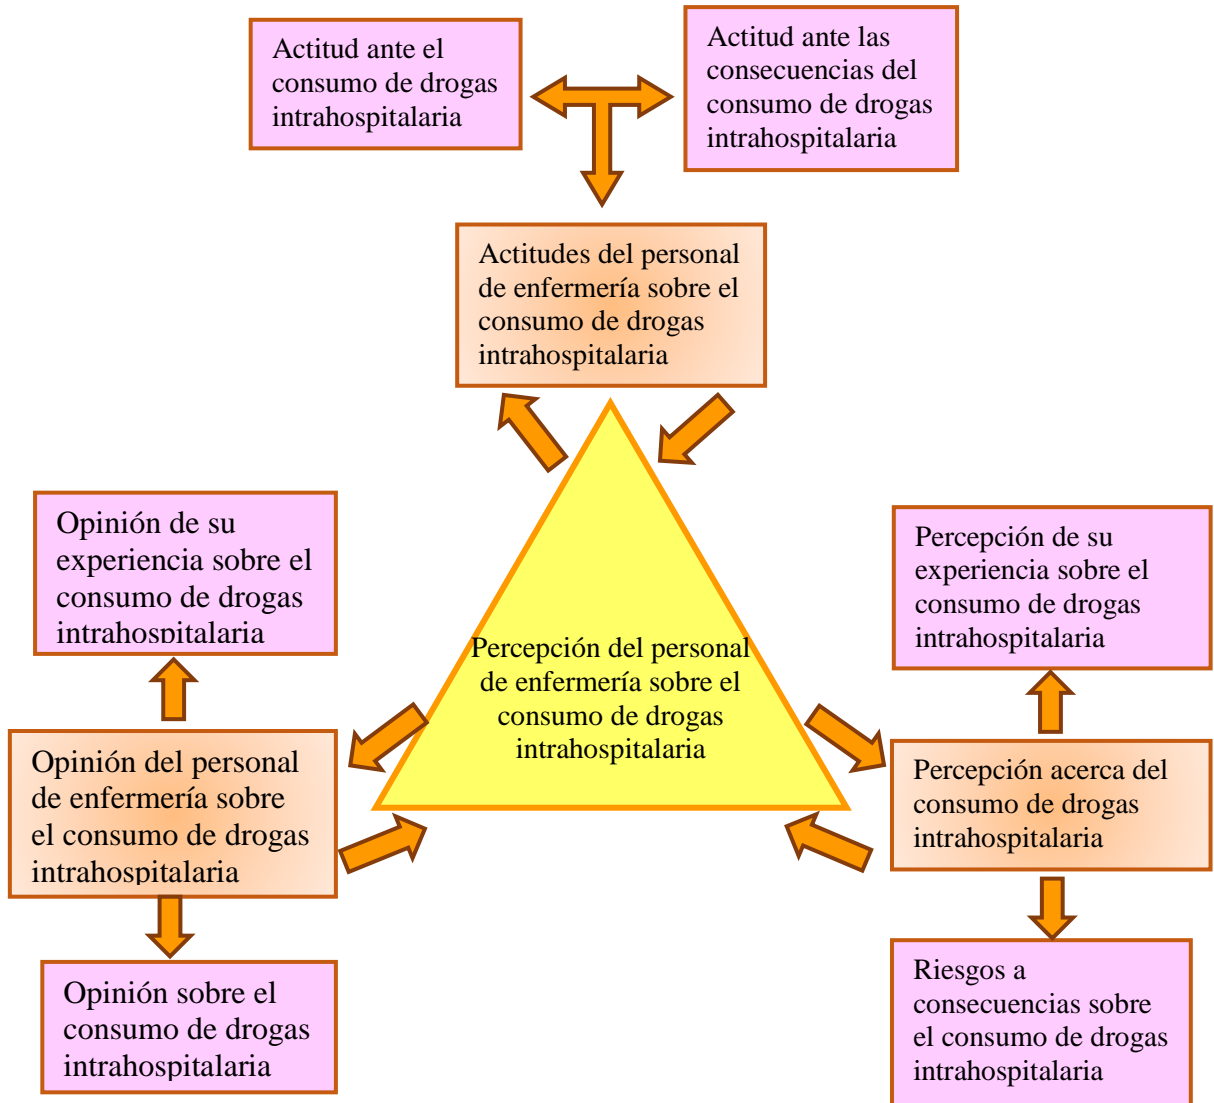 Actitud ante el
consumo de drogas
intrahospitalaria
Actitud ante las
consecuencias del
consumo de drogas
intrahospitalaria
Actitudes del personal
de enfermería sobre el
consumo de drogas
intrahospitalaria
Opinión de su
experiencia sobre el
consumo de drogas
intrahospitalaria
Percepción de su
experiencia sobre el
consumo de drogas
intrahospitalaria
Percepción del personal
de enfermería sobre el
consumo de drogas
intrahospitalaria
Opinión del personal
de enfermería sobre
el consumo de drogas
intrahospitalaria
Percepción acerca del
consumo de drogas
intrahospitalaria
Opinión sobre el
consumo de drogas
intrahospitalaria
Riesgos a
consecuencias sobre
el consumo de drogas
intrahospitalaria